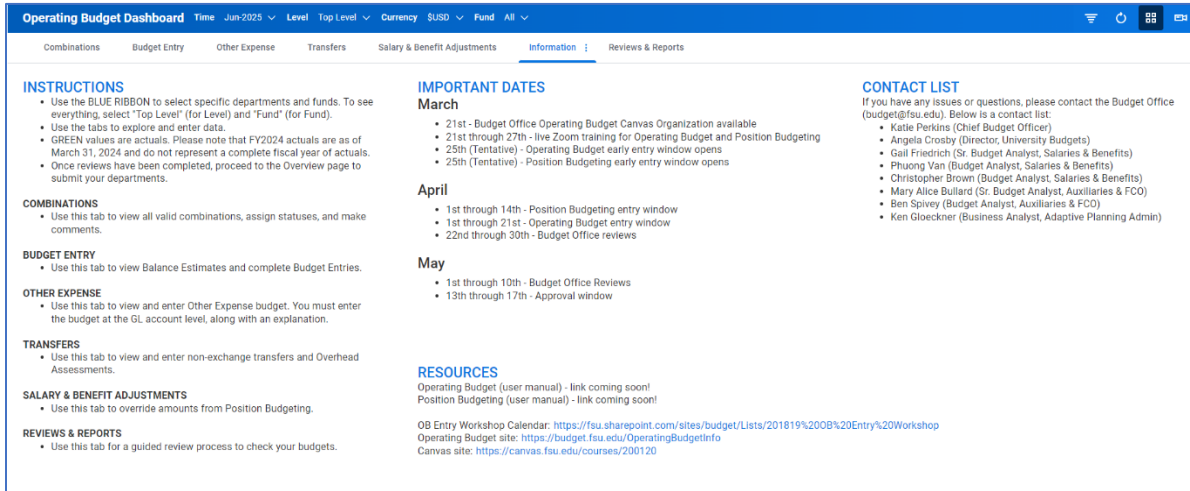 Operating Budget Dashboard Time Jun-2025 Level Top Level Currency $USD Fund All
Combinations Budget Entry Other Expense Transfers Salary & Benefit Adjustments Information Reviews & Reports
INSTRUCTIONS
• Use the BLUE RIBBON to select specific departments and funds. To see
everything, select "Top Level" (for Level) and "Fund" (for Fund).
• Use the tabs to explore and enter data.
• GREEN values are actuals. Please note that FY2024 actuals are as of
March 31, 2024 and do not represent a complete fiscal year of actuals.
• Once reviews have been completed, proceed to the Overview page to
submit your departments.
COMBINATIONS
• Use this tab to view all valid combinations, assign statuses, and make
comments.
BUDGET ENTRY
• Use this tab to view Balance Estimates and complete Budget Entries.
OTHER EXPENSE
• Use this tab to view and enter Other Expense budget. You must enter
the budget at the GL account level, along with an explanation.
TRANSFERS
• Use this tab to view and enter non-exchange transfers and Overhead
Assessments.
SALARY & BENEFIT ADJUSTMENTS
• Use this tab to override amounts from Position Budgeting.
REVIEWS & REPORTS
• Use this tab for a guided review process to check your budgets.
IMPORTANT DATES
March
• 21st - Budget Office Operating Budget Canvas Organization available
• 21st through 27th - live Zoom training for Operating Budget and Position Budgeting
• 25th (Tentative) - Operating Budget early entry window opens
• 25th (Tentative) - Position Budgeting early entry window opens
April
• 1st through 14th - Position Budgeting entry window
• 1st through 21st - Operating Budget entry window
• 22nd through 30th - Budget Office reviews
May
• 1st through 10th - Budget Office Reviews
• 13th through 17th - Approval window
RESOURCES
Operating Budget (user manual) - link coming soon!
Position Budgeting (user manual) - link coming soon!
OB Entry Workshop Calendar: https://fsu.sharepoint.com/sites/budget/Lists/201819%20OB%20Entry%20Workshop
Operating Budget site: https://budget.fsu.edu/OperatingBudgetInfo
Canvas site: https://canvas.fsu.edu/courses/200120
CONTACT LIST
If you have any issues or questions, please contact the Budget Office
(budget@fsu.edu). Below is a contact list:
• Katie Perkins (Chief Budget Officer)
• Angela Crosby (Director, University Budgets)
• Gail Friedrich (Sr. Budget Analyst, Salaries & Benefits)
• Phuong Van (Budget Analyst, Salaries & Benefits)
• Christopher Brown (Budget Analyst, Salaries & Benefits)
• Mary Alice Bullard (Sr. Budget Analyst, Auxiliaries & FCO)
• Ben Spivey (Budget Analyst, Auxiliaries & FCO)
• Ken Gloeckner (Business Analyst, Adaptive Planning Admin)